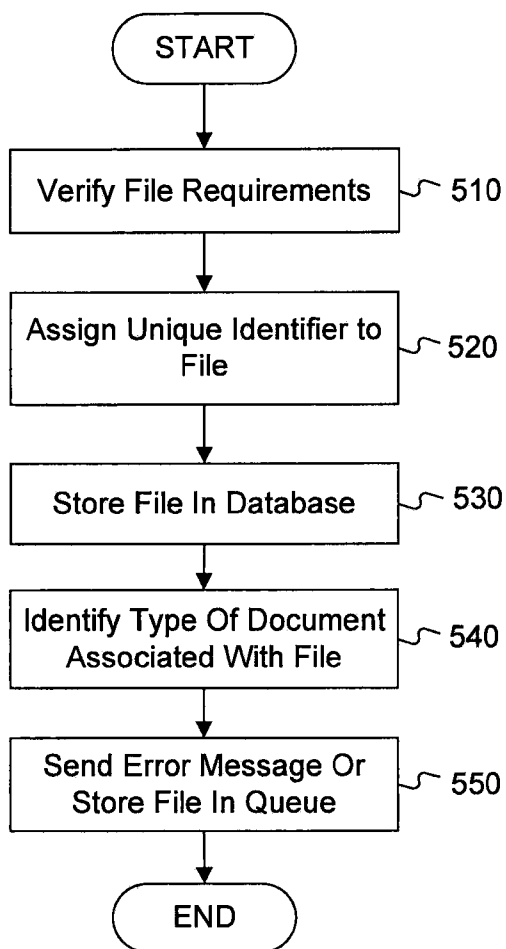 START
Verify File Requirements
510
Assign Unique Identifier to
File
520
Store File In Database
530
Identify Type Of Document
Associated With File
540
Send Error Message Or
Store File In Queue
550
END